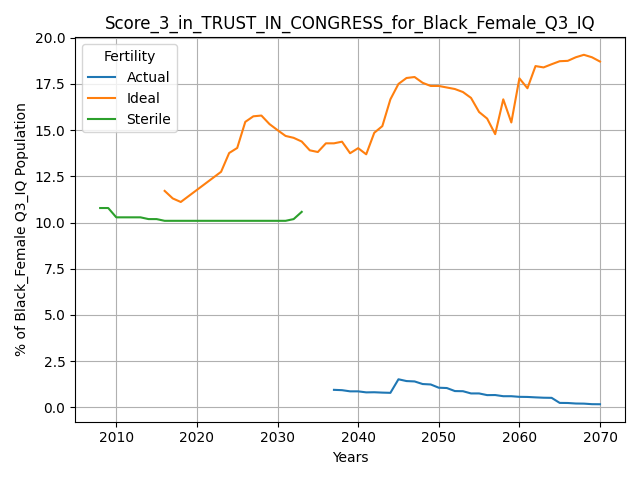 Score_3_in_TRUST_IN_CONGRESS_for_Black_Female_Q3_IQ
% of Black_Female Q3_IQ Population
20.0
17.5
15.0
12.5
10.0
7.5
5.0
2.5
0.0
Fertility
Actual
Ideal
Sterile
2010 2020 2030 2040 2050 2060 2070
Years